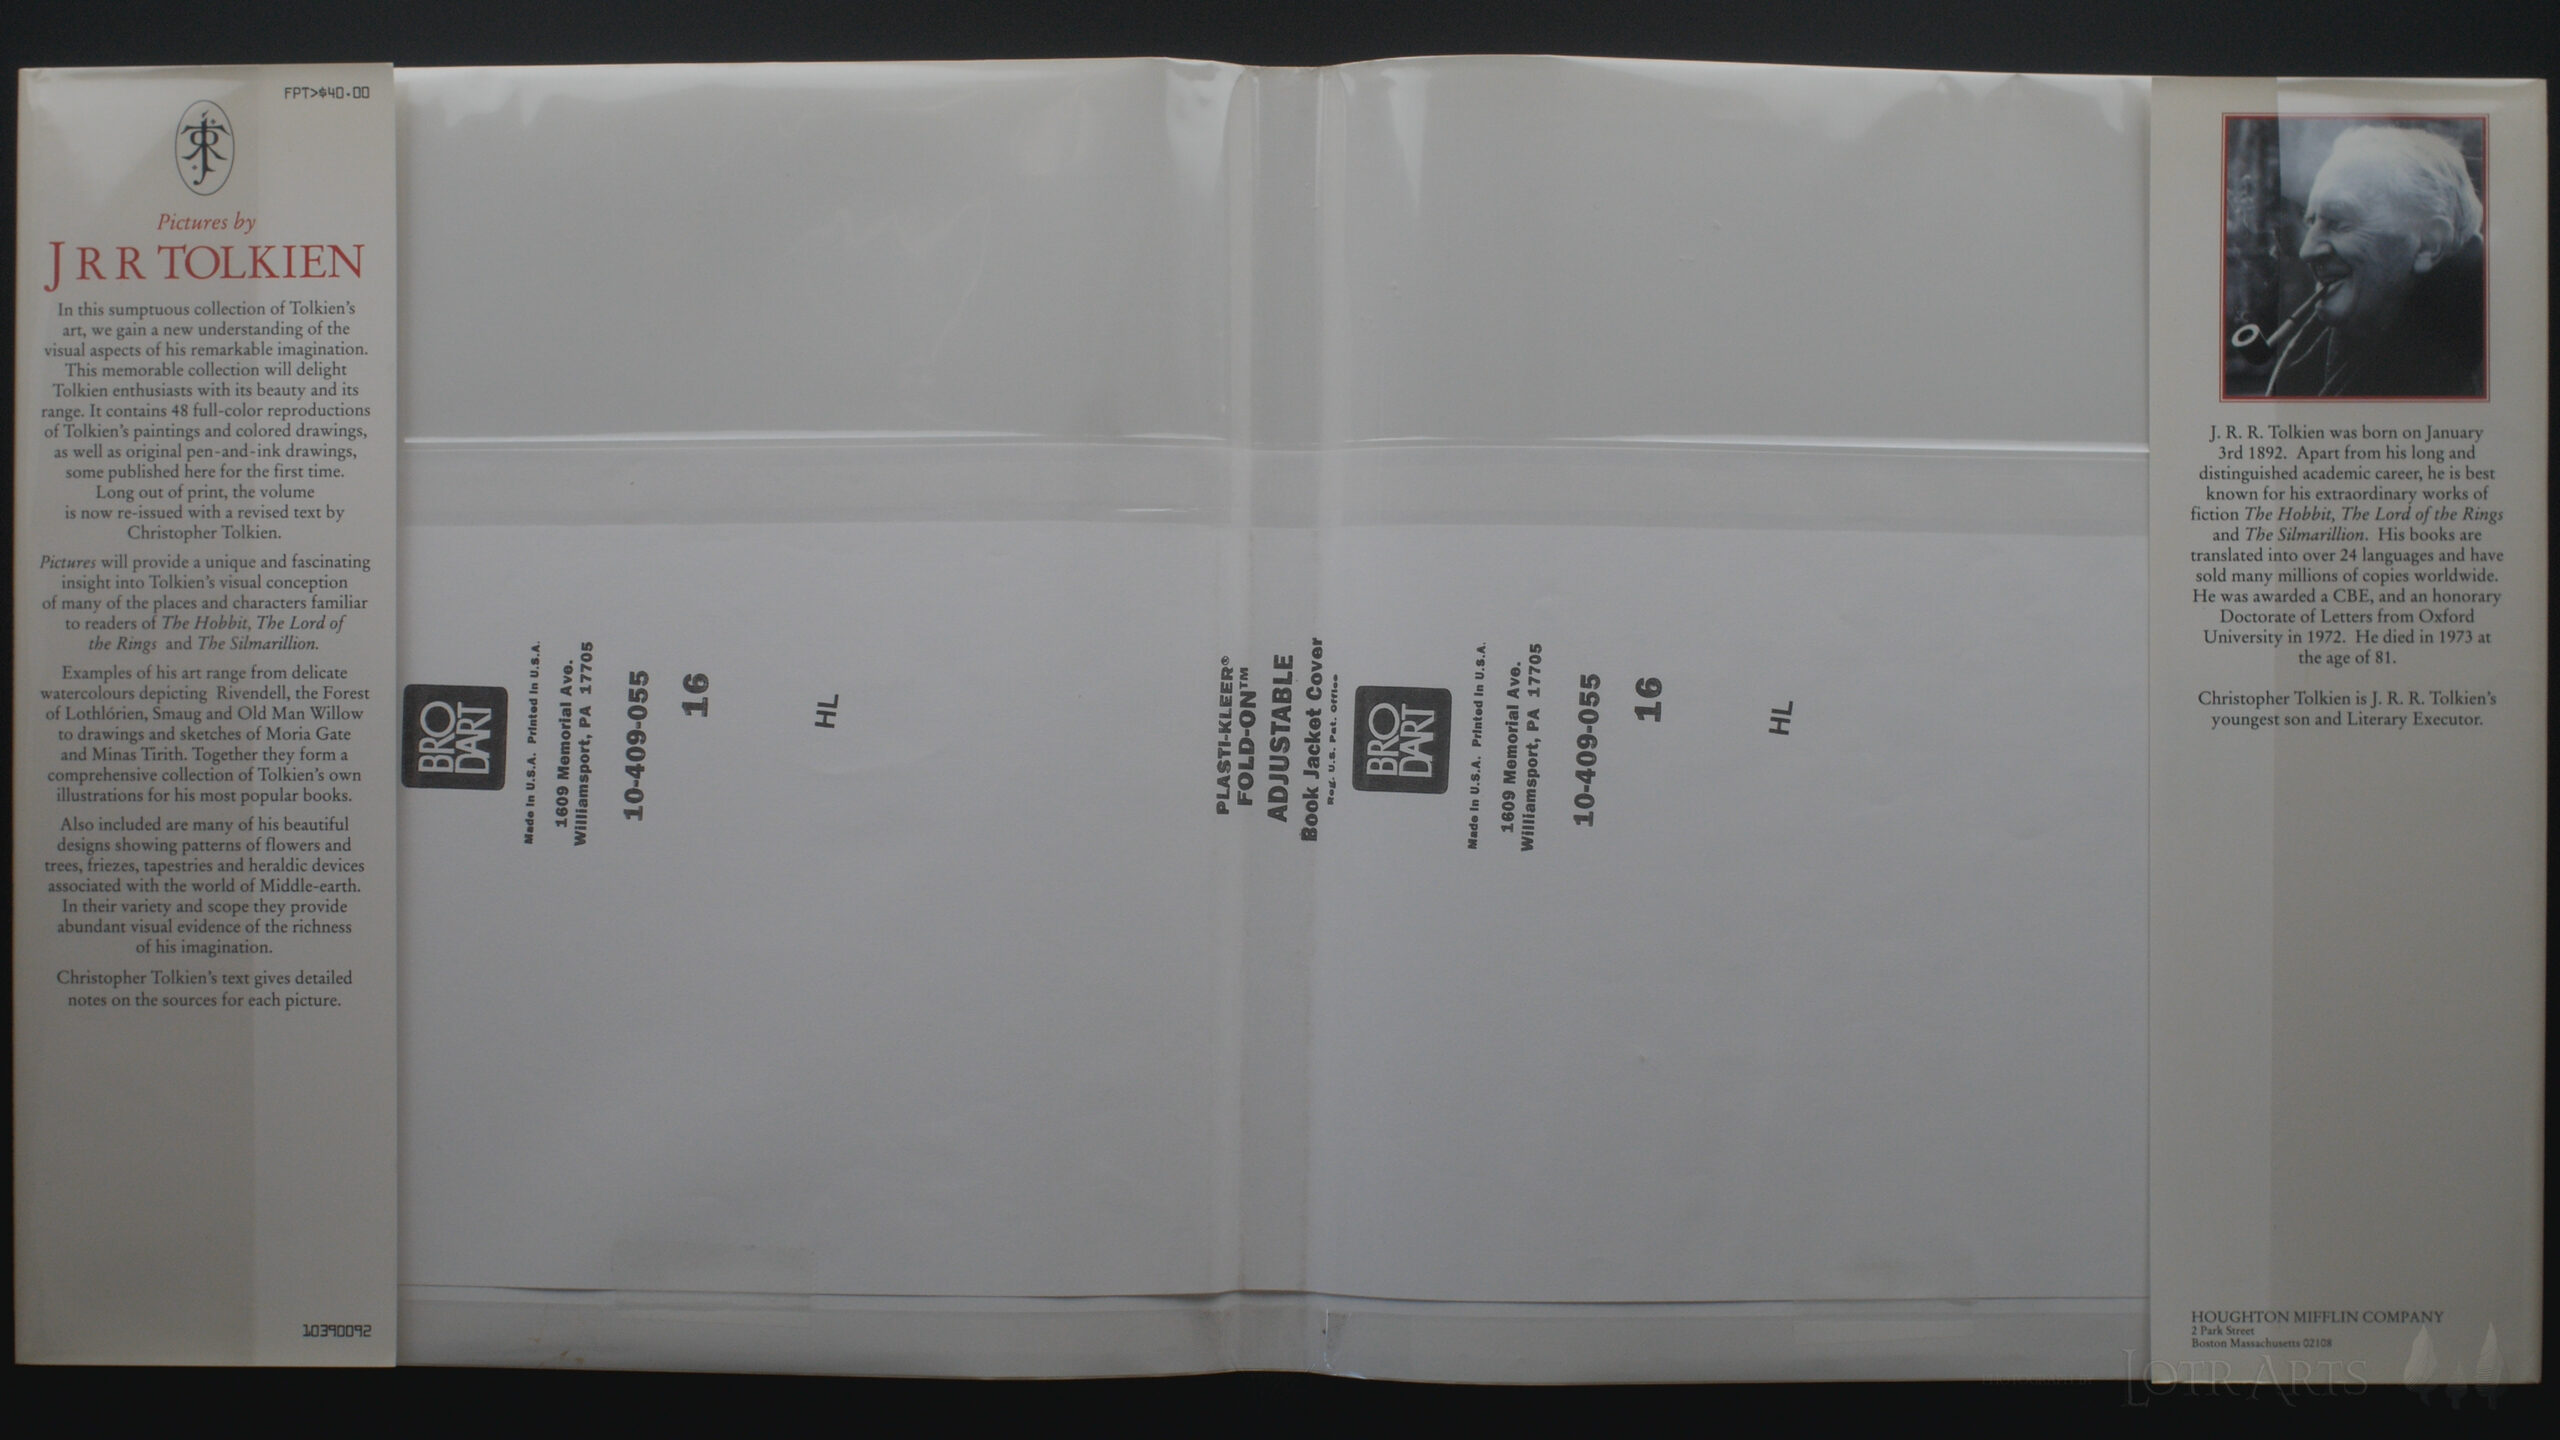 FPT>$40.00
Pictures by
J R R TOLKIEN
In this sumptuous collection of Tolkien's
art, we gain a new understanding of the
visual aspects of his remarkable imagination.
This memorable collection will delight
Tolkien enthusiasts with its beauty and its
range. It contains 48 full-color reproductions
of Tolkien's paintings and colored drawings,
as well as original pen-and-ink drawings,
some published here for the first time.
Long out of print, the volume
is now re-issued with a revised text by
Christopher Tolkien.
Pictures will provide a unique and fascinating
insight into Tolkien's visual conception
of many of the places and characters familiar
to readers of The Hobbit, The Lord of
the Rings and The Silmarillion.
Examples of his art range from delicate
watercolours depicting Rivendell, the Forest
of Lothlórien, Smaug and Old Man Willow
to drawings and sketches of Moria Gate
and Minas Tirith. Together they form a
comprehensive collection of Tolkien's own
illustrations for his most popular books.
Also included are many of his beautiful
designs showing patterns of flowers and
trees, friezes, tapestries and heraldic devices
associated with the world of Middle-earth.
In their variety and scope they provide
abundant visual evidence of the richness
of his imagination.
Christopher Tolkien's text gives detailed
notes on the sources for each picture.
10390092
BRO
DART
Made in U.S.A. Printed in U.S.A.
1609 Memorial Ave.
Williamsport, PA 17705
10-409-055
16
HL
PLASTI-KLEER®
FOLD-ON™
ADJUSTABLE
Book Jacket Cover
Reg. U.S. Pat. Office
BRO
DART
Made in U.S.A. Printed in U.S.A.
1609 Memorial Ave.
Williamsport, PA 17705
10-409-055
16
HL
J. R. R. Tolkien was born on January
3rd 1892. Apart from his long and
distinguished academic career, he is best
known for his extraordinary works of
fiction The Hobbit, The Lord of the Rings
and The Silmarillion. His books are
translated into over 24 languages and have
sold many millions of copies worldwide.
He was awarded a CBE, and an honorary
Doctorate of Letters from Oxford
University in 1972. He died in 1973 at
the age of 81.
Christopher Tolkien is J. R. R. Tolkien's
youngest son and Literary Executor.
HOUGHTON MIFFLIN COMPANY
2 Park Street
Boston Massachusetts 02108
LOTR ARTS